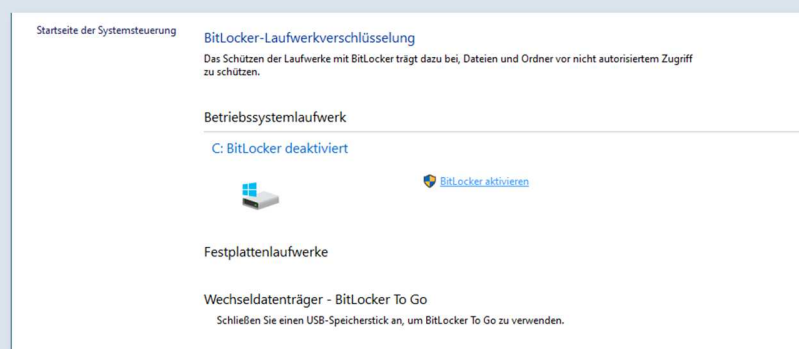 Startseite der Systemsteuerung
BitLocker-Laufwerkverschlüsselung
Das Schützen der Laufwerke mit BitLocker trägt dazu bei, Dateien und Ordner vor nicht autorisiertem Zugriff
zu schützen.
Betriebssystemlaufwerk
C: BitLocker deaktiviert
BitLocker aktivieren
Festplattenlaufwerke
Wechseldatenträger - BitLocker To Go
Schließen Sie einen USB-Speicherstick an, um BitLocker To Go zu verwenden.